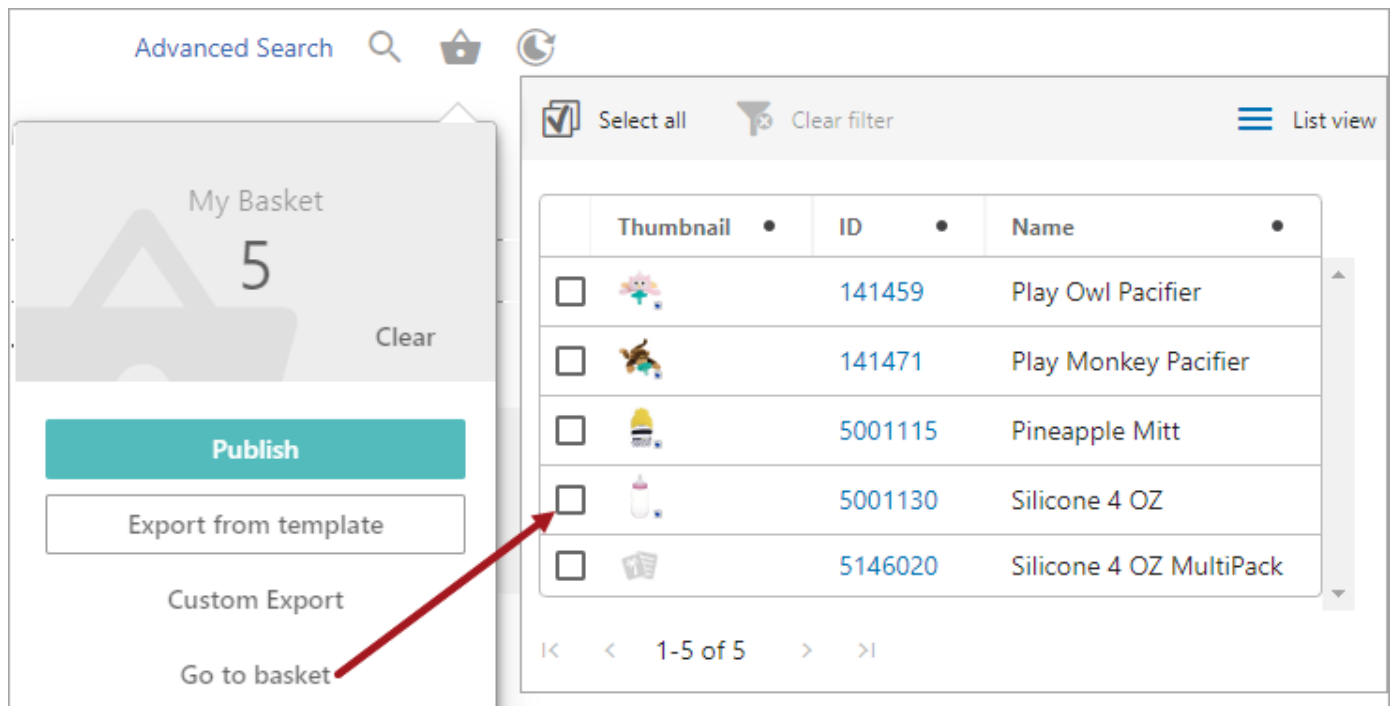 Advanced Search
My Basket
5
Clear
Publish
Export from template
Custom Export
Go to basket
Select all Clear filter List view
Thumbnail ID Name
141459 Play Owl Pacifier
141471 Play Monkey Pacifier
5001115 Pineapple Mitt
5001130 Silicone 4 OZ
5146020 Silicone 4 OZ MultiPack
1-5 of 5